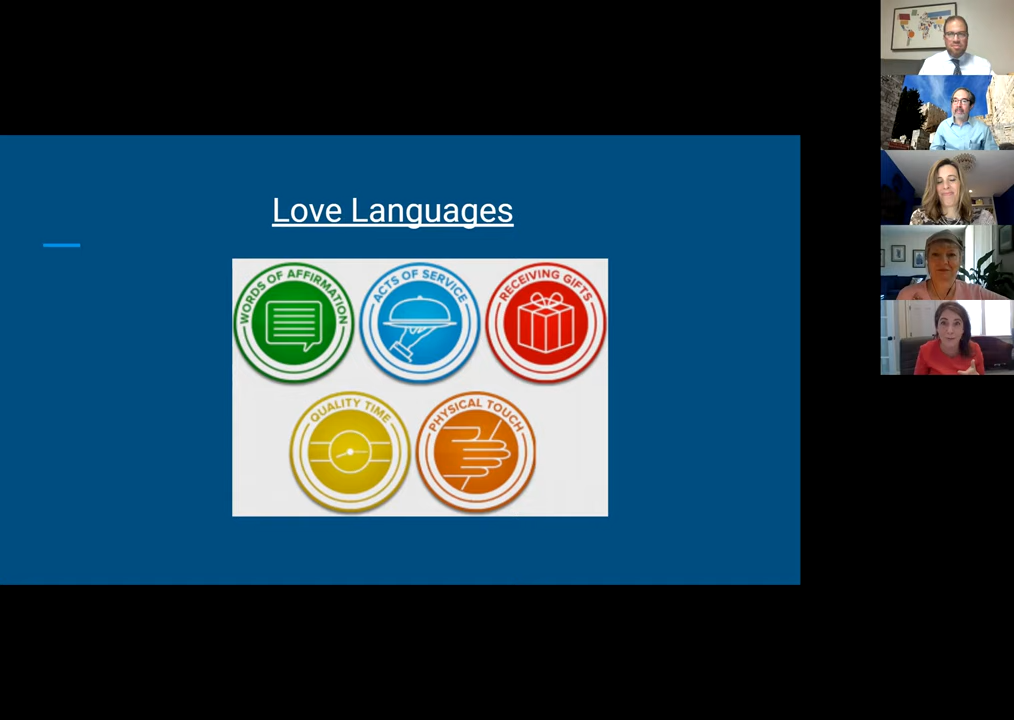 Love Languages
WORDS OF AFFIRMATION
ACTS OF SERVICE
RECEIVING GIFTS
QUALITY TIME
PHYSICAL TOUCH